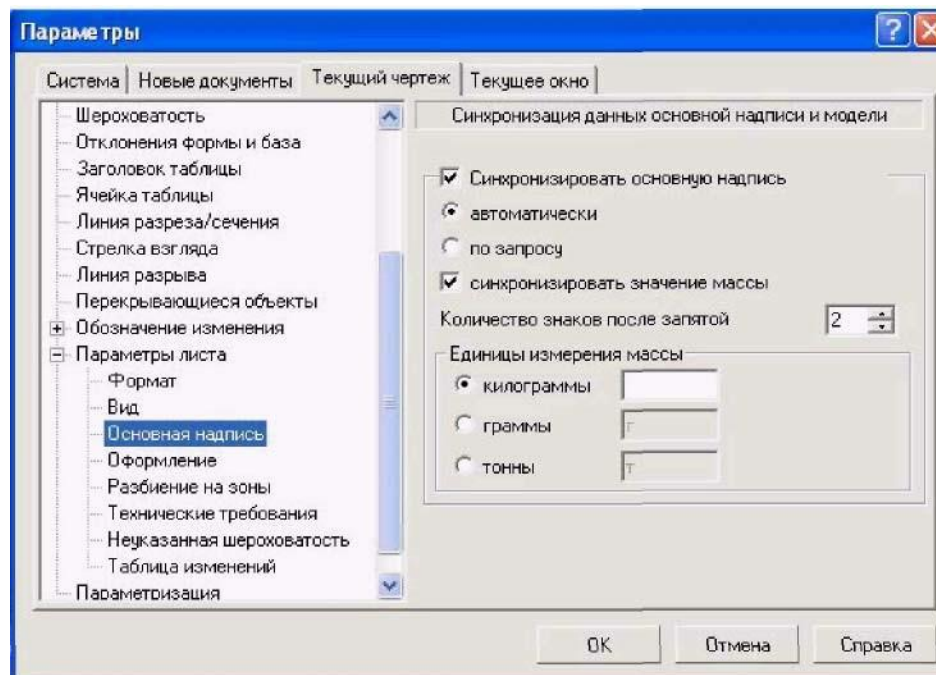 Параметры
Система Новые документы Текущий чертеж Текущее окно
Шероховатость
Отклонения формы и база
Заголовок таблицы
Ячейка таблицы
Линия разреза/сечения
Стрелка взгляда
Линия разрыва
Перекрывающиеся объекты
Обозначение изменения
Параметры листа
Формат
Вид
Основная надпись
Оформление
Разбиение на зоны
Технические требования
Неуказанная шероховатость
Таблица изменений
Параметризация
Синхронизация данных основной надписи и модели
Синхронизировать основную надпись
автоматически
по запросу
синхронизировать значение массы
Количество знаков после запятой 2
Единицы измерения массы
килограммы
граммы г
тонны т
OK Отмена Справка